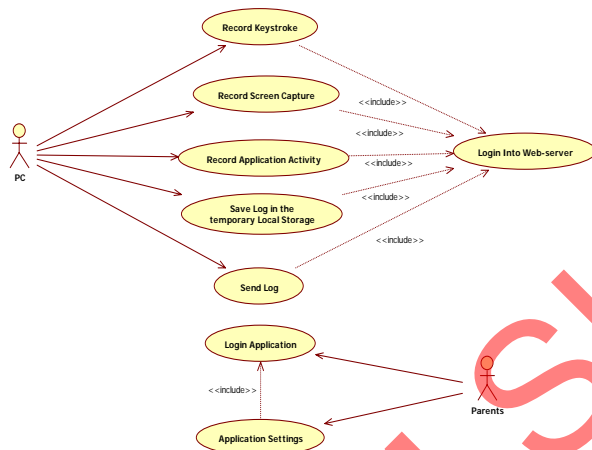 Record Keystroke
<<include>>
Record Screen Capture
<<include>>
PC
Record Application Activity
<<include>>
Login Into Web-server
Save Log in the
temporary Local Storage
<<include>>
<<include>>
Send Log
Login Application
<<include>>
Parents
Application Settings